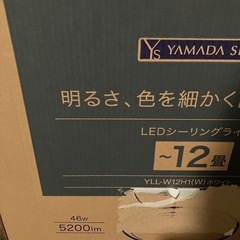 YS YAMADA SE
明るさ、色を細かく
LEDシーリングライ
～12畳
YLL-W12H1(W)
46W
5200lm